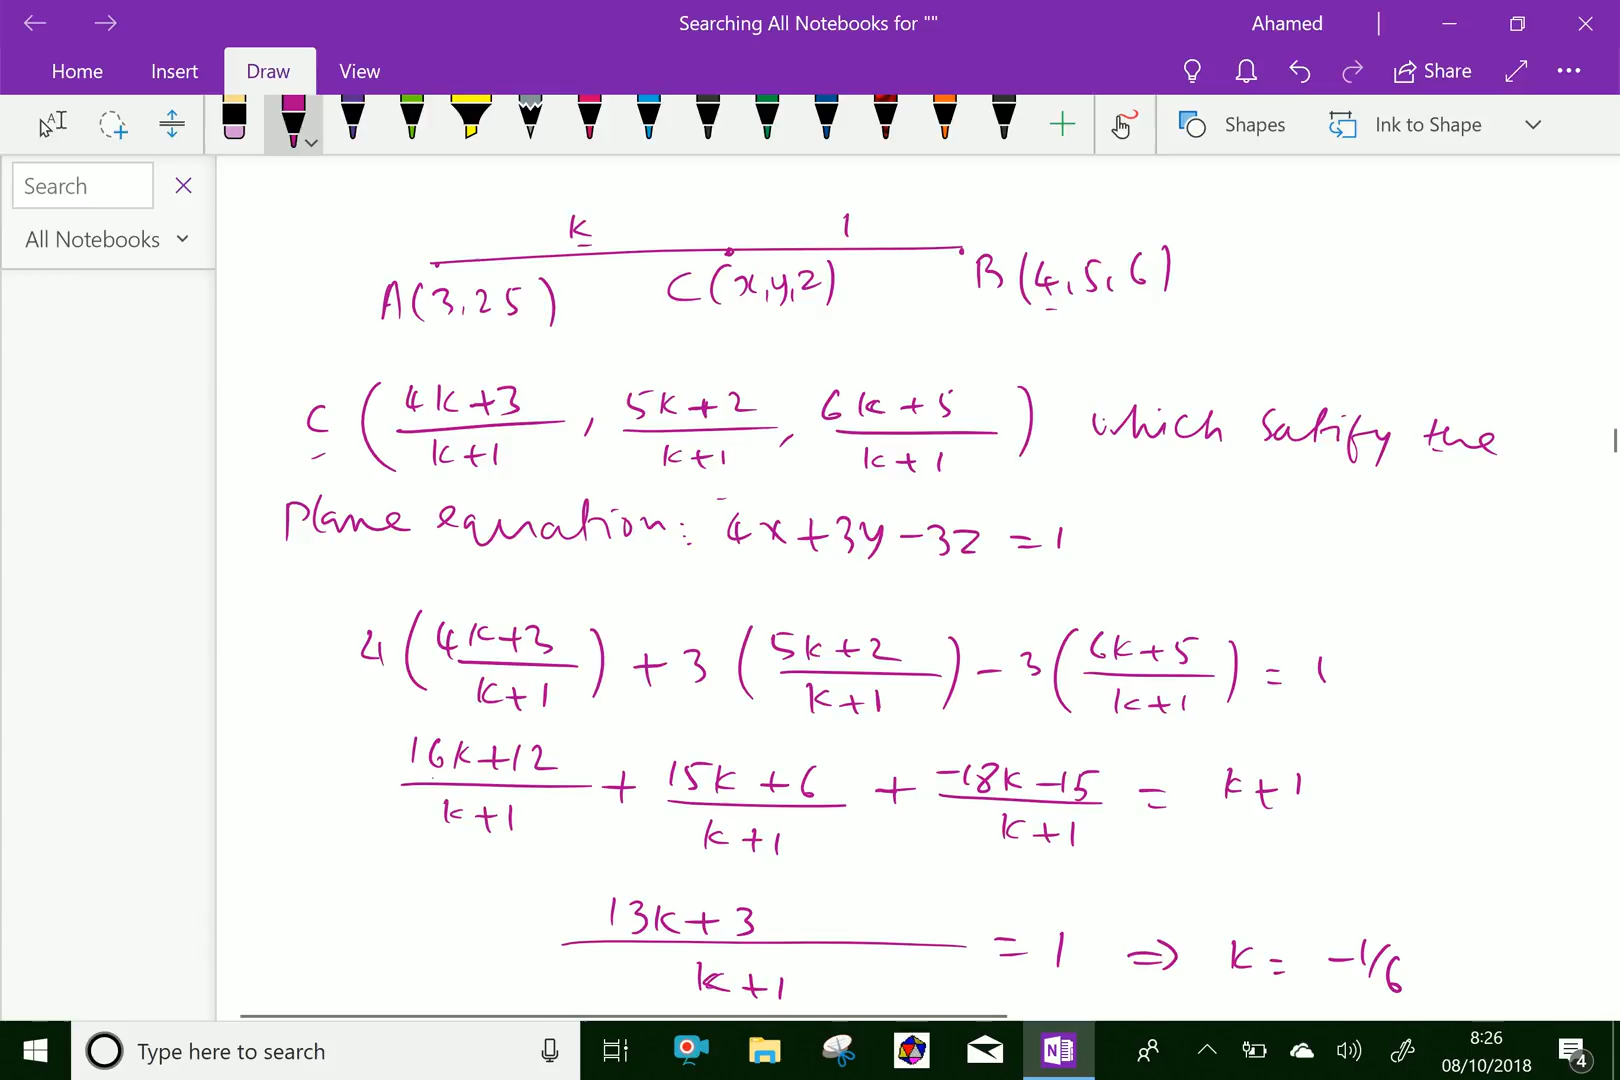 Searching All Notebooks for ""
Ahamed
Home Insert Draw View
Share
Shapes Ink to Shape
Search
All Notebooks
k 1
A(3,25) C(x,y,z) B(4,5,6)
C ( 4k+3/k+1 , 5k+2/k+1 , 6k+5/k+1 ) which satify the
plane equation: 4x+3y-3z = 1
4 ( 4k+3/k+1 ) + 3 ( 5k+2/k+1 ) - 3 ( 6k+5/k+1 ) = 1
16k+12/k+1 + 15k+6/k+1 + -18k-15/k+1 = k+1
13k+3/k+1 = 1 ⇒ k = -1/6
Type here to search
8:26
08/10/2018
4